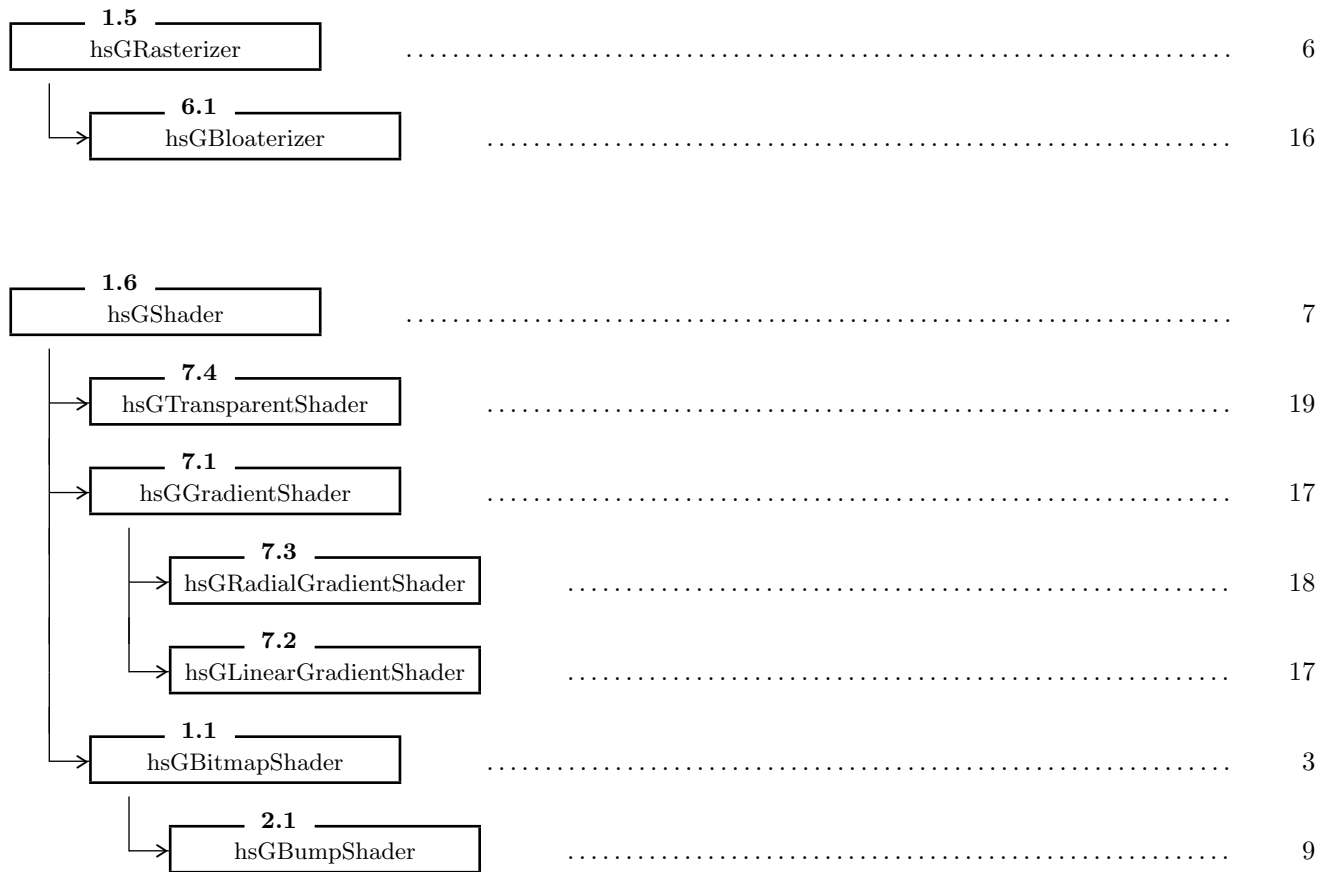 1.5
hsGRasterizer 6
6.1
hsGBloaterizer 16
1.6
hsGShader 7
7.4
hsGTransparentShader 19
7.1
hsGGradientShader 17
7.3
hsGRadialGradientShader 18
7.2
hsGLinearGradientShader 17
1.1
hsGBitmapShader 3
2.1
hsGBumpShader 9